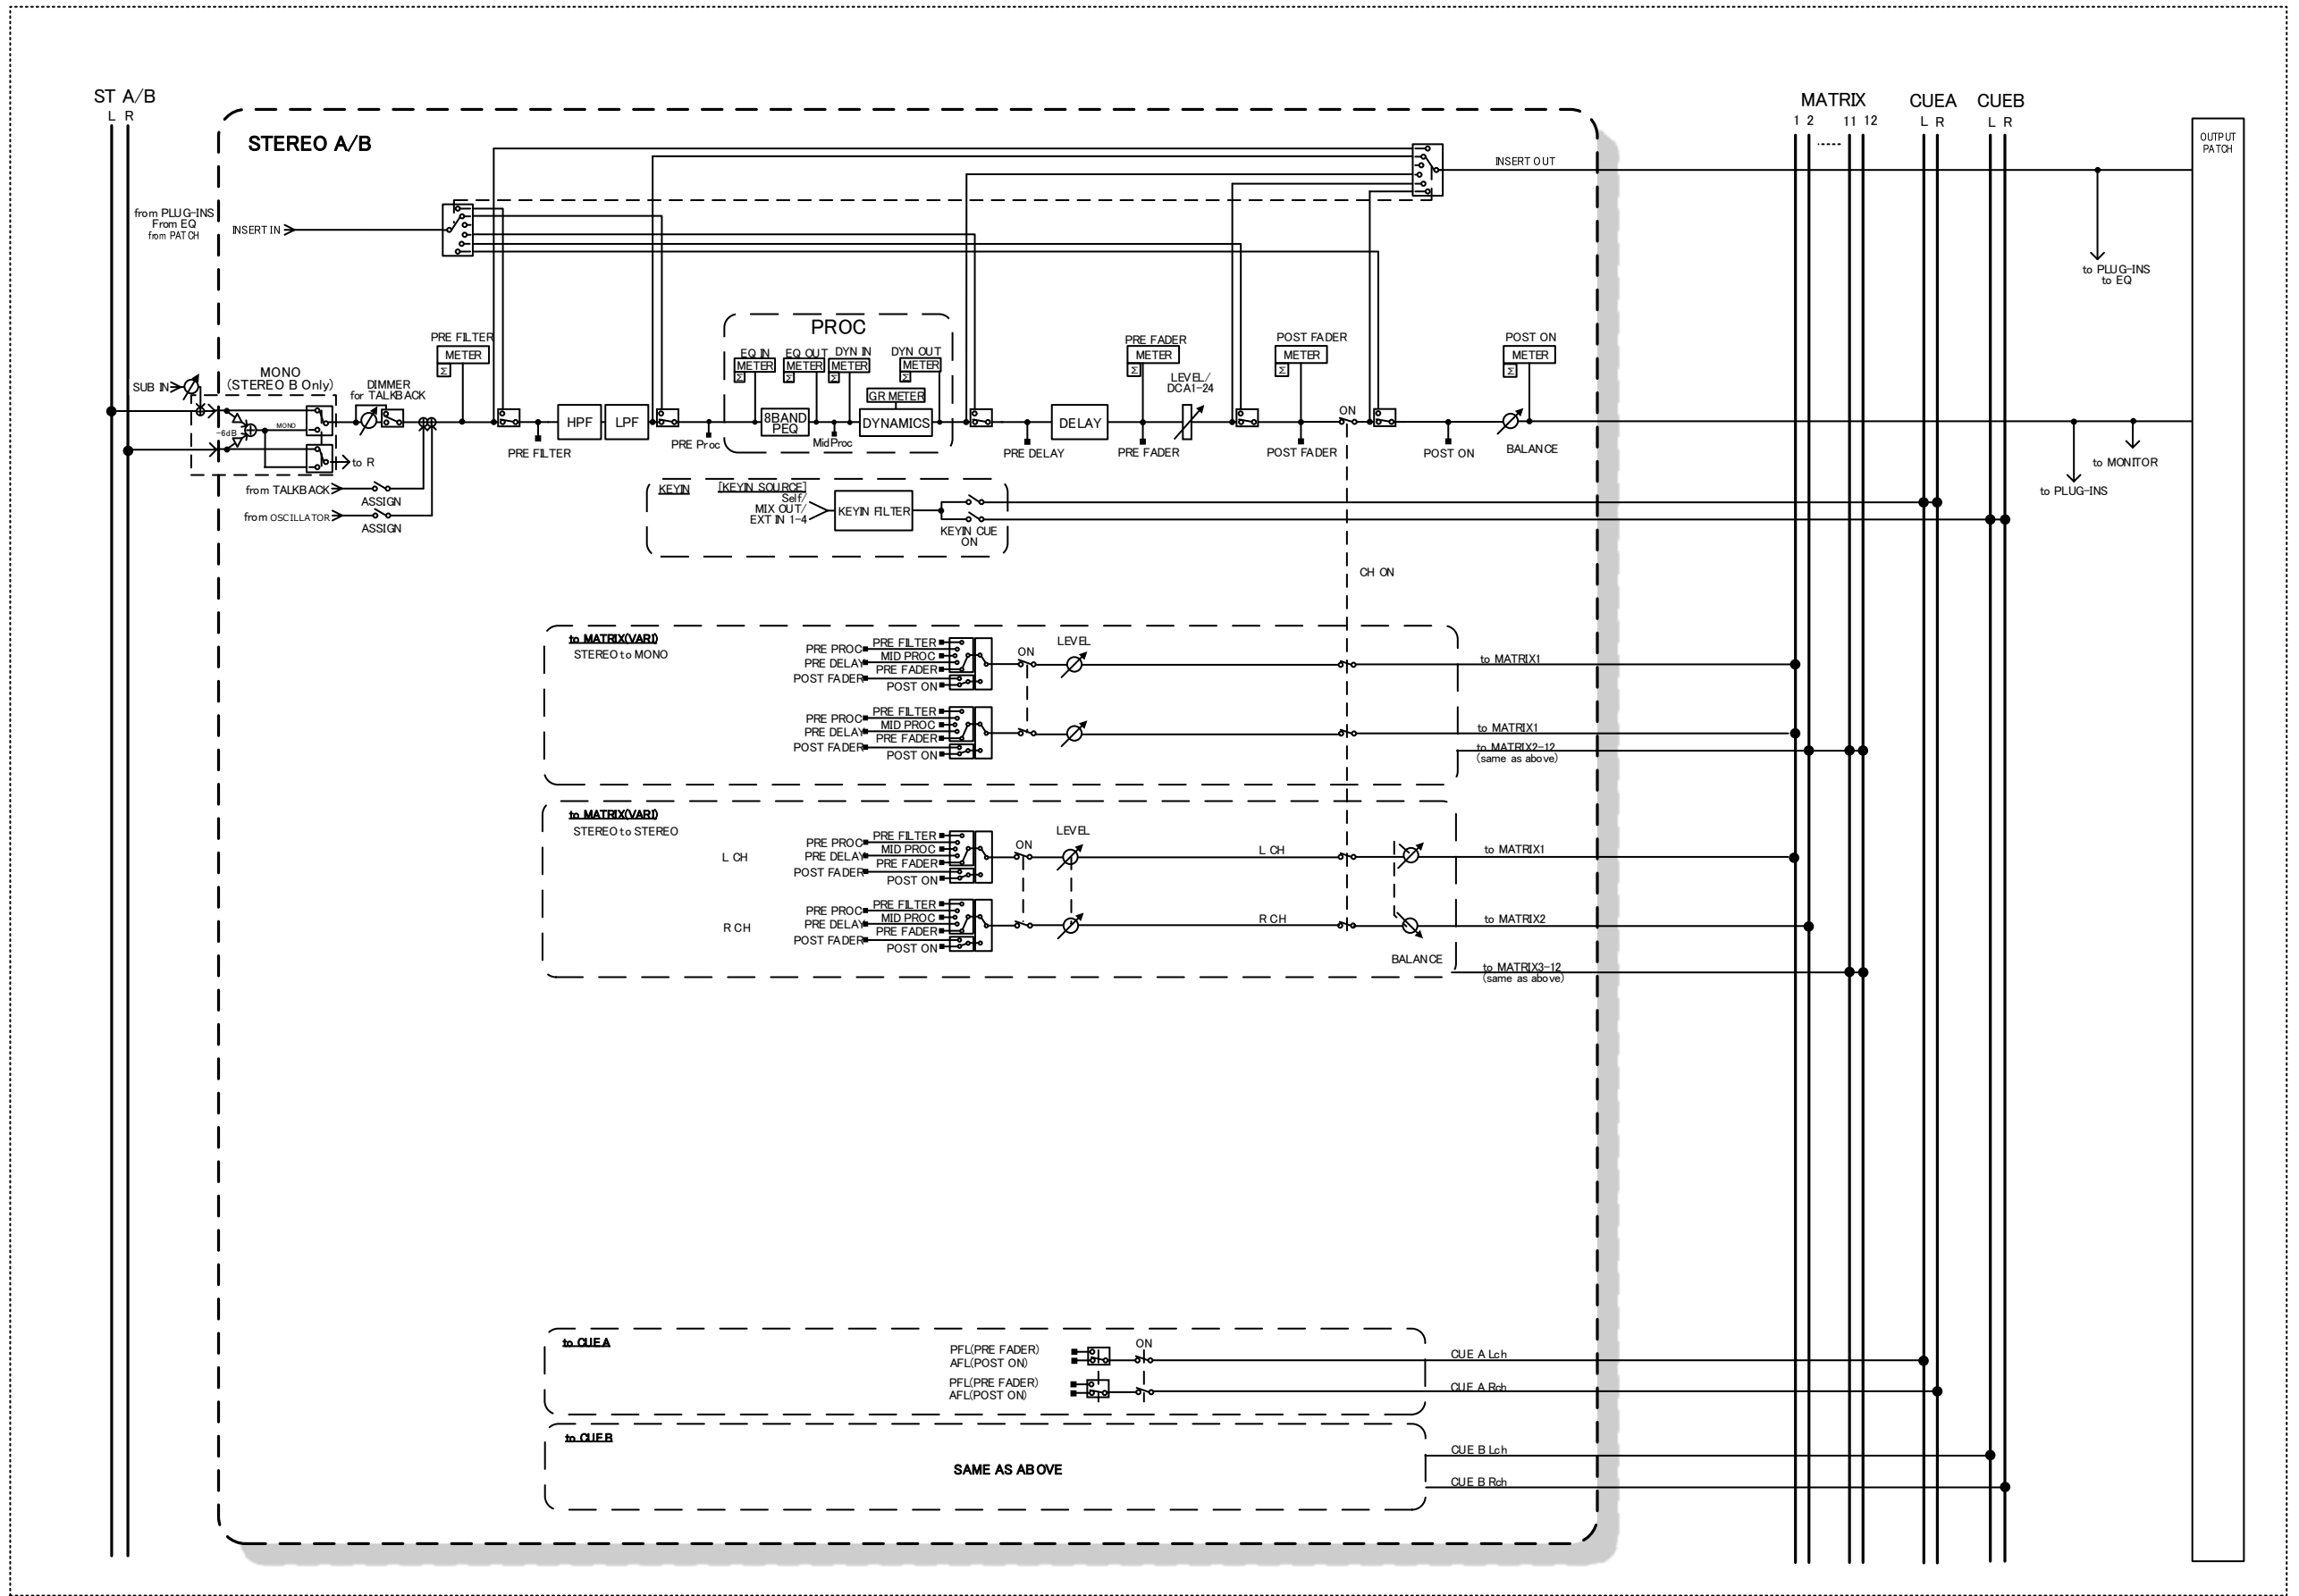 ST A/B
L R
STEREO A/B
MATRIX
1 2 ..... 11 12
CUEA
L R
CUEB
L R
OUTPUT
PATCH
INSERT OUT
from PLUG-INS
From EQ
from PATCH
INSERT IN
to PLUG-INS
to EQ
PRE FILTER
METER
Σ
PROC
EQ IN
METER
Σ
EQ OUT
METER
Σ
DYN IN
METER
Σ
DYN OUT
METER
Σ
GR METER
PRE FADER
METER
Σ
LEVEL/
DCA1-24
POST FADER
METER
Σ
POST ON
METER
Σ
SUB IN
MONO
(STEREO B Only)
DIMMER
for TALKBACK
-6dB
MONO
to R
HPF
LPF
8BAND
PEQ
DYNAMICS
DELAY
ON
PRE FILTER
PRE Proc
MidProc
PRE DELAY
PRE FADER
POST FADER
POST ON
BALANCE
to MONITOR
to PLUG-INS
from TALKBACK
ASSIGN
from OSCILLATOR
ASSIGN
KEYIN
[KEYIN SOURCE]
Self/
MIX OUT/
EXT IN 1-4
KEYIN FILTER
KEYIN CUE
ON
CH ON
to MATRIX(VARI)
STEREO to MONO
PRE FILTER
PRE PROC
MID PROC
PRE DELAY
PRE FADER
POST FADER
POST ON
ON
LEVEL
to MATRIX1
PRE FILTER
PRE PROC
MID PROC
PRE DELAY
PRE FADER
POST FADER
POST ON
to MATRIX1
to MATRIX2-12
(same as above)
to MATRIX(VARI)
STEREO to STEREO
L CH
PRE FILTER
PRE PROC
MID PROC
PRE DELAY
PRE FADER
POST FADER
POST ON
ON
LEVEL
L CH
to MATRIX1
R CH
PRE FILTER
PRE PROC
MID PROC
PRE DELAY
PRE FADER
POST FADER
POST ON
R CH
to MATRIX2
BALANCE
to MATRIX3-12
(same as above)
to CUE A
PFL(PRE FADER)
AFL(POST ON)
ON
CUE A Lch
PFL(PRE FADER)
AFL(POST ON)
CUE A Rch
to CUE B
SAME AS ABOVE
CUE B Lch
CUE B Rch